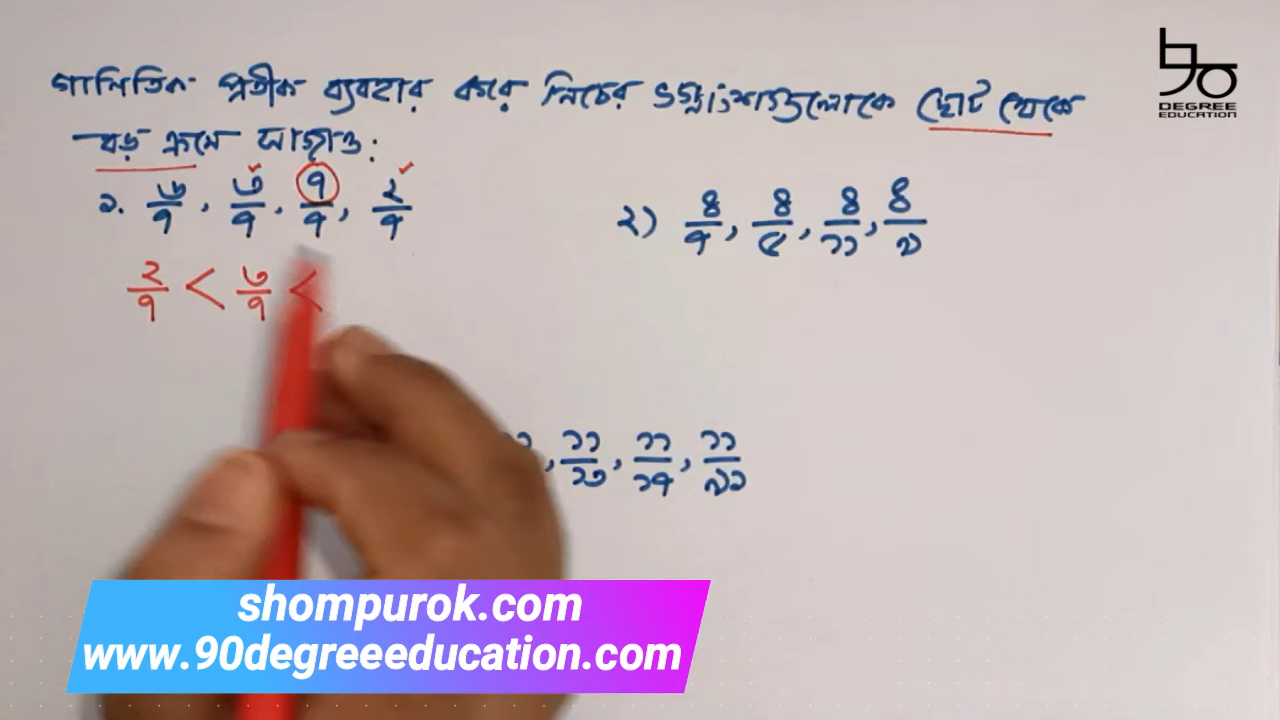 গানিতিক প্রতীক ব্যবহার করে নিচের ভগ্নাংশগুলোকে ছোট থেকে
বড় ক্রমে সাজাও:
১. ৬/৭, ৩/৭, ৭/৭, ২/৭
২) ৪/৭, ৪/৫, ৪/১১, ৪/৯
২/৭ < ৩/৭ <
, ১১/১৩, ১১/১৭, ১১/২১
90
DEGREE
EDUCATION
shompurok.com
www.90degreeeducation.com